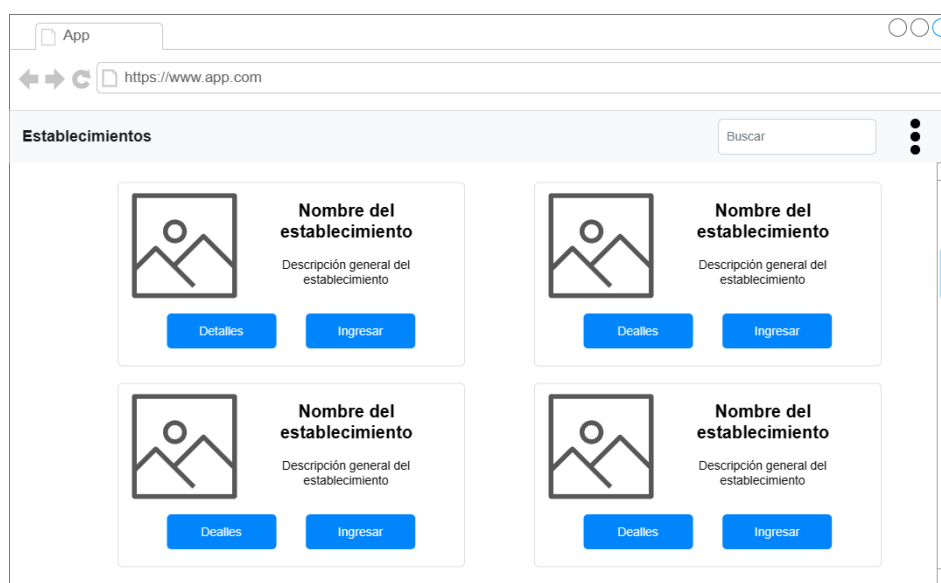 App
https://www.app.com
Establecimientos
Buscar
Nombre del
establecimiento
Descripción general del
establecimiento
Detalles
Ingresar
Nombre del
establecimiento
Descripción general del
establecimiento
Dealles
Ingresar
Nombre del
establecimiento
Descripción general del
establecimiento
Dealles
Ingresar
Nombre del
establecimiento
Descripción general del
establecimiento
Dealles
Ingresar